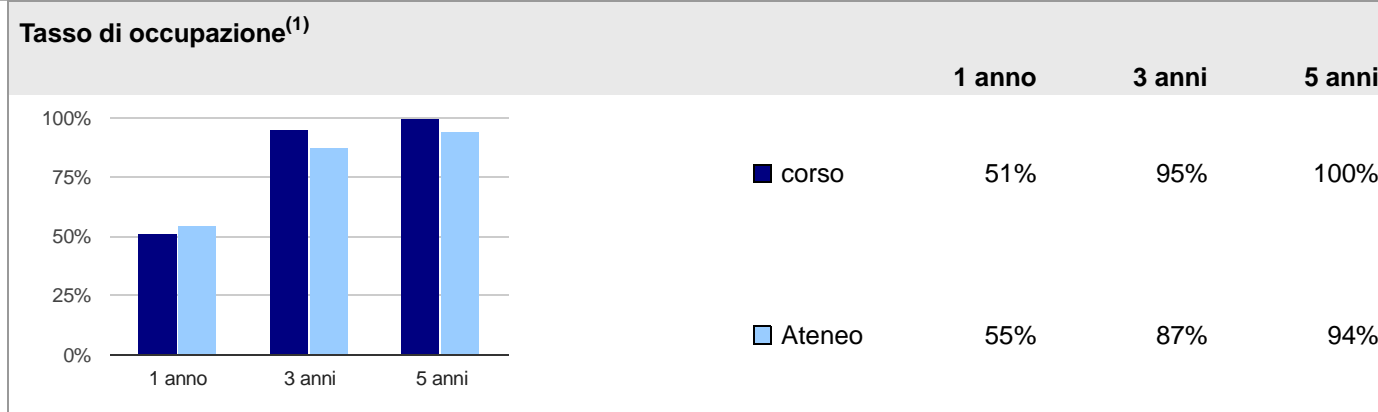 Tasso di occupazione(1)
1 anno 3 anni 5 anni
100%
75%
50%
25%
0%
1 anno 3 anni 5 anni
corso 51% 95% 100%
Ateneo 55% 87% 94%